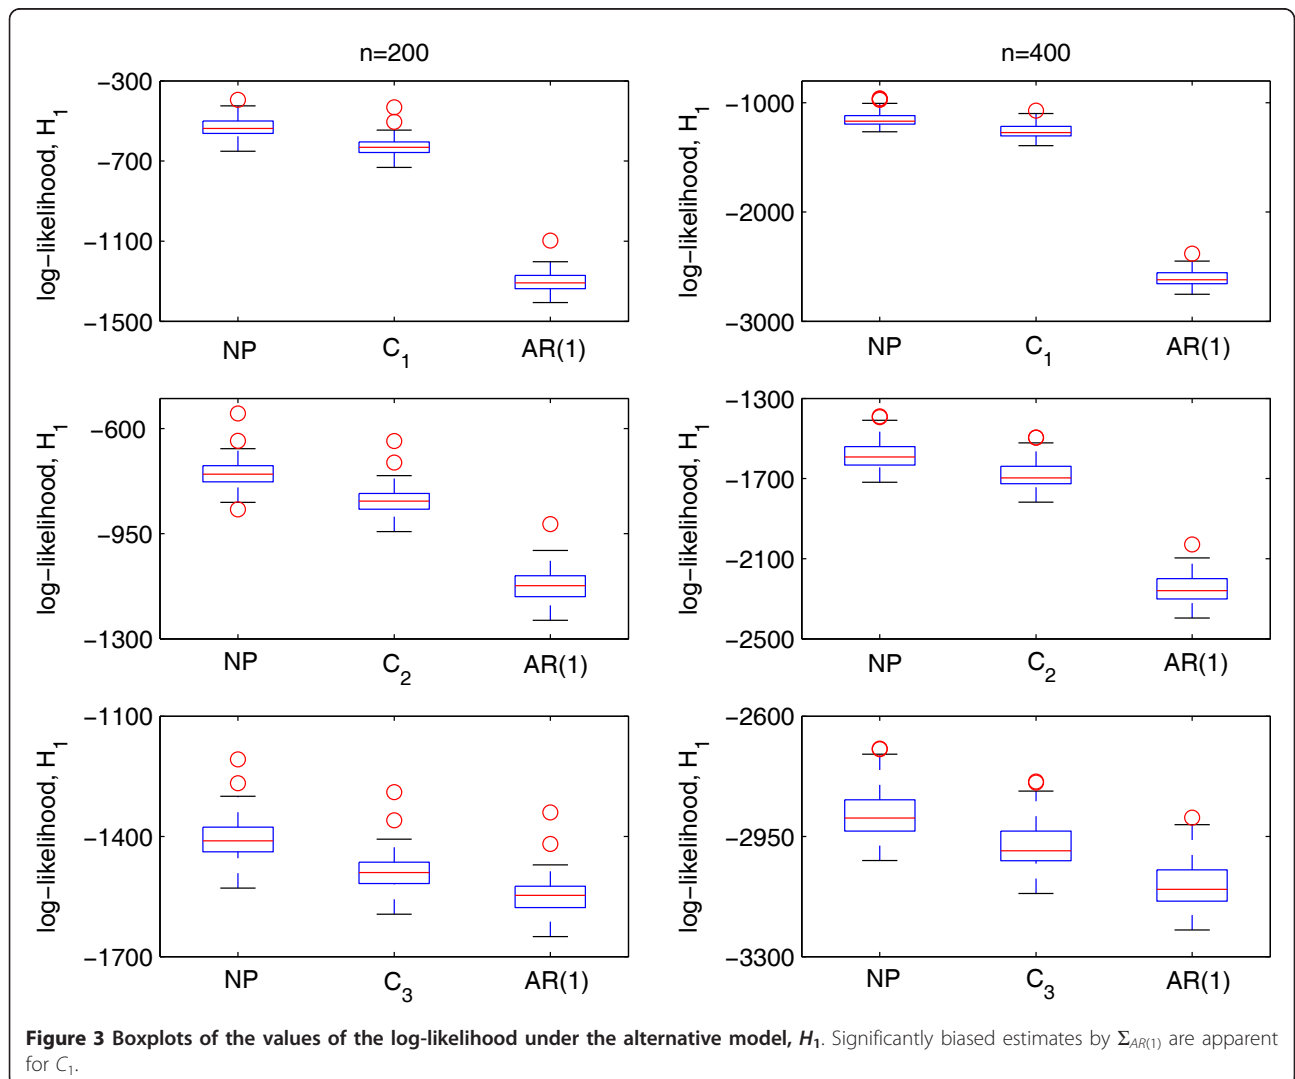 n=200
n=400
log−likelihood, H₁
−300
−700
−1100
−1500
NP
C₁
AR(1)
log−likelihood, H₁
−1000
−2000
−3000
NP
C₁
AR(1)
log−likelihood, H₁
−600
−950
−1300
NP
C₂
AR(1)
log−likelihood, H₁
−1300
−1700
−2100
−2500
NP
C₂
AR(1)
log−likelihood, H₁
−1100
−1400
−1700
NP
C₃
AR(1)
log−likelihood, H₁
−2600
−2950
−3300
NP
C₃
AR(1)
Figure 3 Boxplots of the values of the log-likelihood under the alternative model, H₁. Significantly biased estimates by Σ_AR(1) are apparent
for C₁.